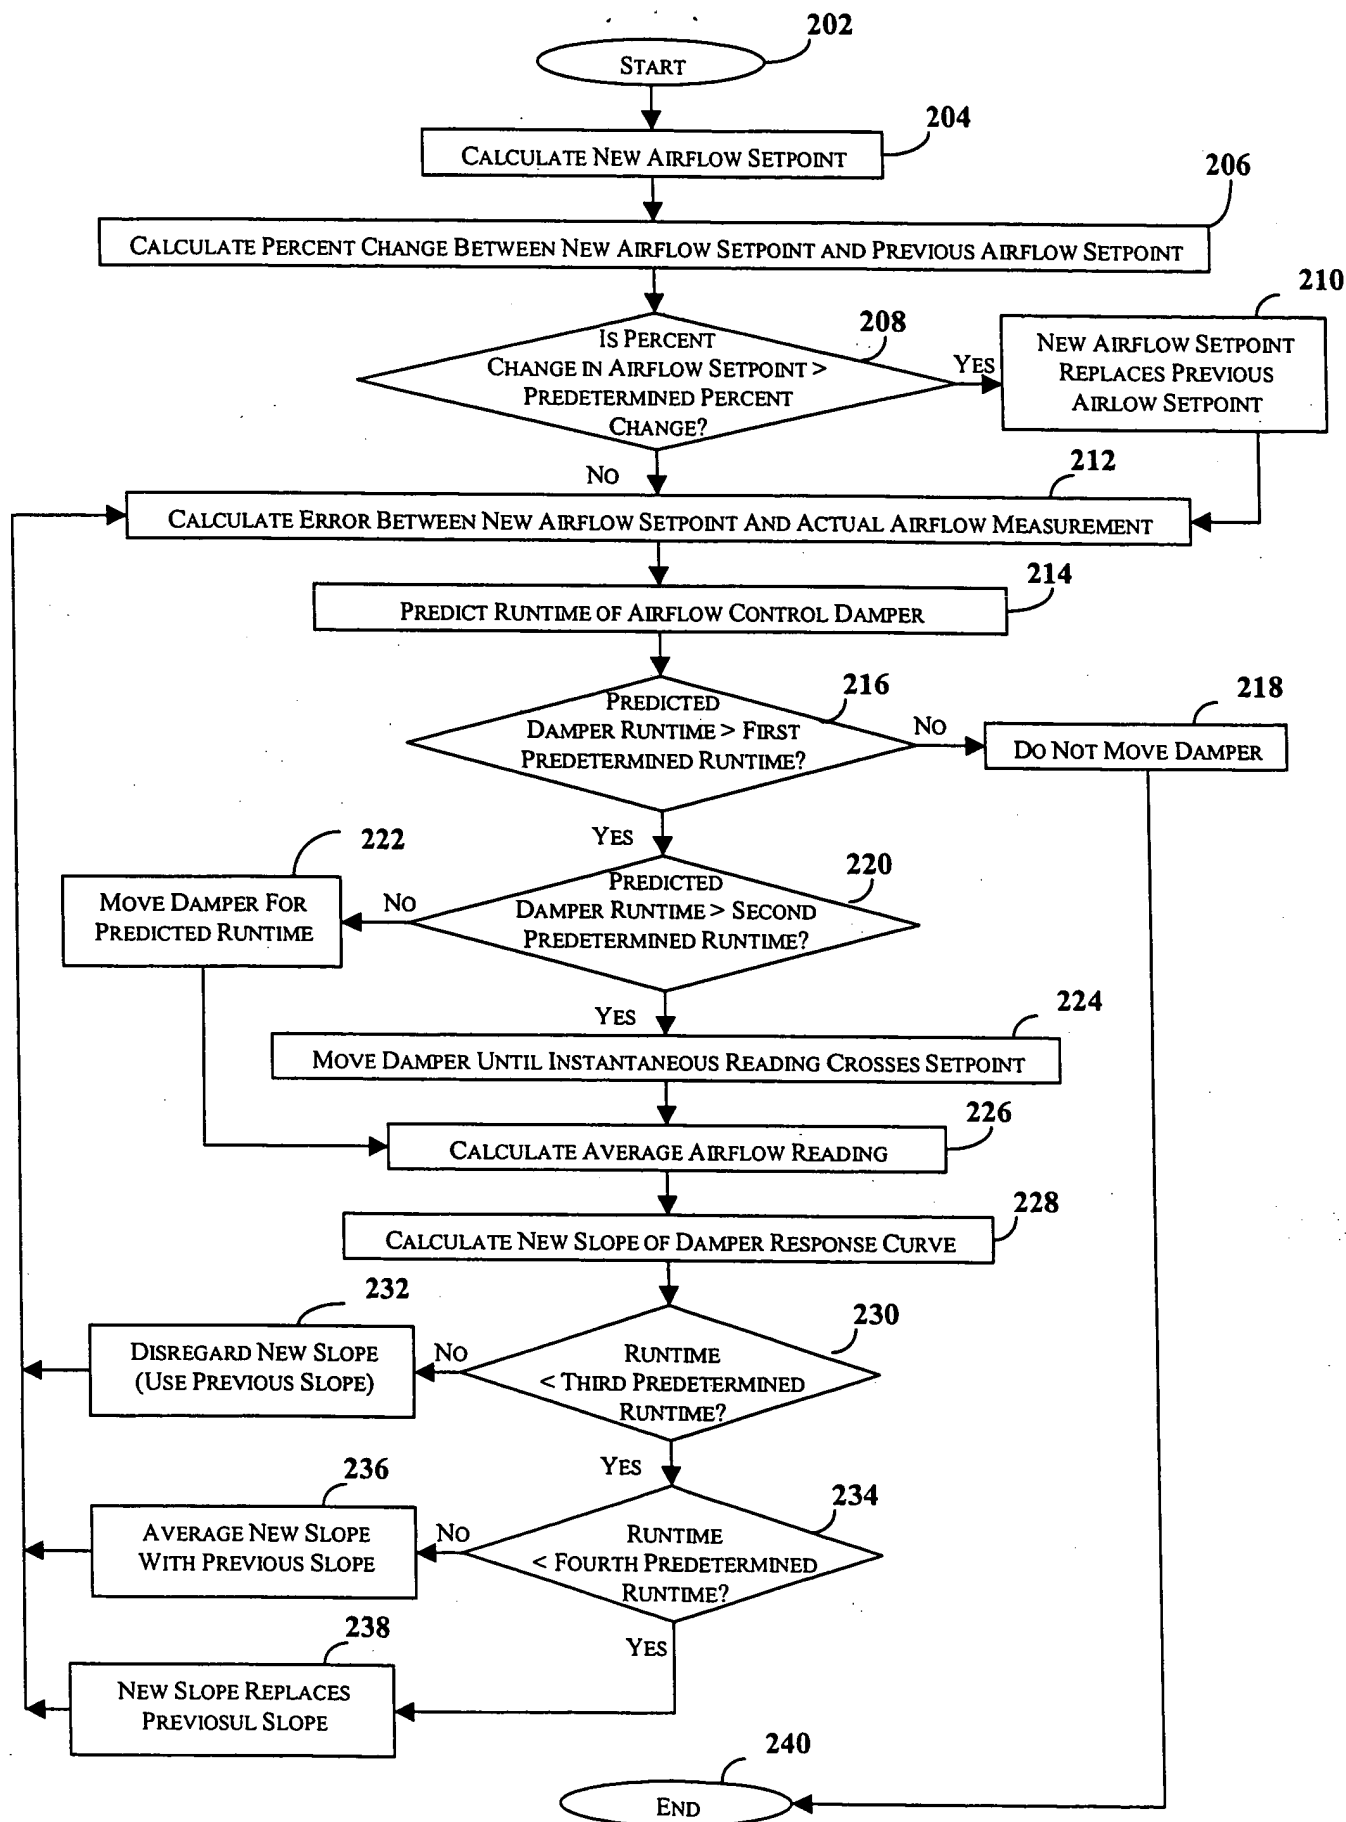 202
START
204
CALCULATE NEW AIRFLOW SETPOINT
206
CALCULATE PERCENT CHANGE BETWEEN NEW AIRFLOW SETPOINT AND PREVIOUS AIRFLOW SETPOINT
210
208
IS PERCENT
CHANGE IN AIRFLOW SETPOINT >
PREDETERMINED PERCENT
CHANGE?
YES
NEW AIRFLOW SETPOINT
REPLACES PREVIOUS
AIRLOW SETPOINT
NO
212
CALCULATE ERROR BETWEEN NEW AIRFLOW SETPOINT AND ACTUAL AIRFLOW MEASUREMENT
214
PREDICT RUNTIME OF AIRFLOW CONTROL DAMPER
216
PREDICTED
DAMPER RUNTIME > FIRST
PREDETERMINED RUNTIME?
NO
218
DO NOT MOVE DAMPER
YES
222
220
PREDICTED
DAMPER RUNTIME > SECOND
PREDETERMINED RUNTIME?
NO
MOVE DAMPER FOR
PREDICTED RUNTIME
YES
224
MOVE DAMPER UNTIL INSTANTANEOUS READING CROSSES SETPOINT
226
CALCULATE AVERAGE AIRFLOW READING
228
CALCULATE NEW SLOPE OF DAMPER RESPONSE CURVE
232
230
RUNTIME
< THIRD PREDETERMINED
RUNTIME?
NO
DISREGARD NEW SLOPE
(USE PREVIOUS SLOPE)
YES
236
234
RUNTIME
< FOURTH PREDETERMINED
RUNTIME?
NO
AVERAGE NEW SLOPE
WITH PREVIOUS SLOPE
YES
238
NEW SLOPE REPLACES
PREVIOSUL SLOPE
240
END